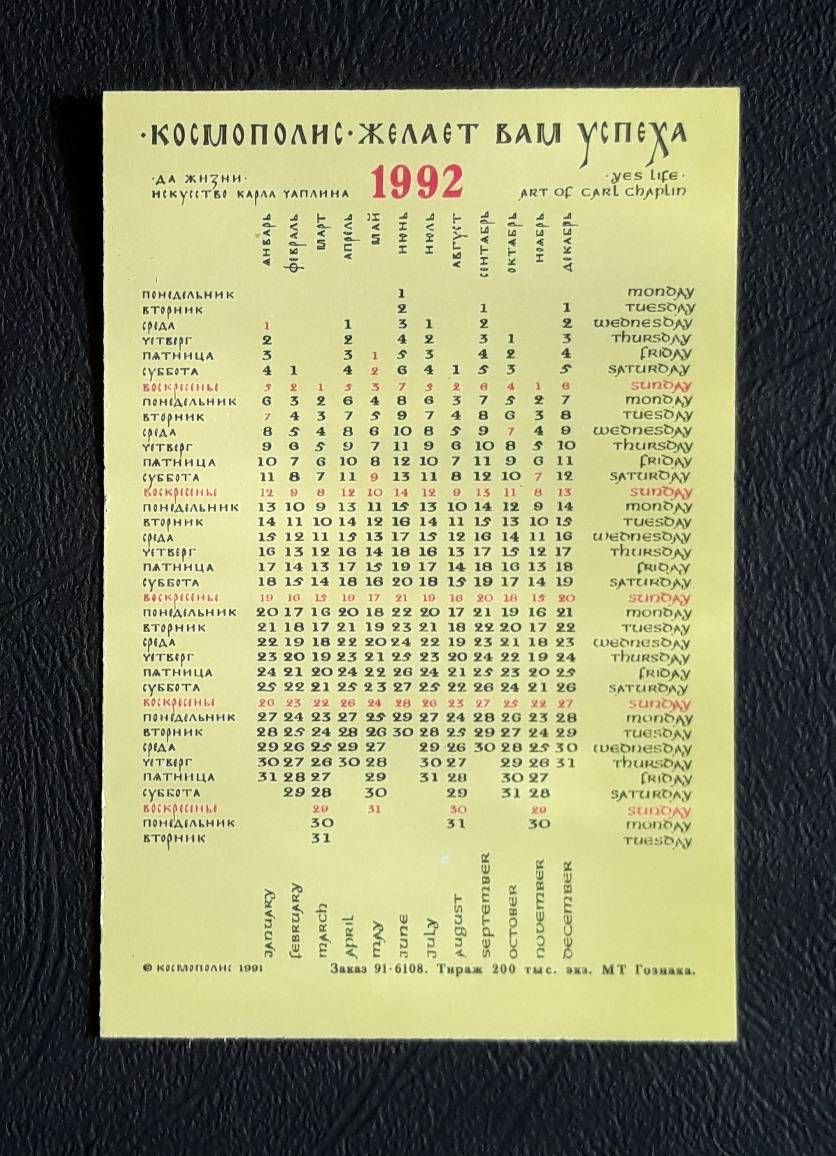 ·КОСМОПОЛИС·ЖЕЛАЕТ ВАМ УСПЕХА
·ДА ЖИЗНИ·
ИСКУССТВО КАРЛА ЧАПЛИНА
1992
·YES LIFE·
ART OF CARL CHAPLIN
ЯНВАРЬ ФЕВРАЛЬ МАРТ АПРЕЛЬ МАЙ ИЮНЬ ИЮЛЬ АВГУСТ СЕНТЯБРЬ ОКТЯБРЬ НОЯБРЬ ДЕКАБРЬ
ПОНЕДЕЛЬНИК 1 MONDAY
ВТОРНИК 2 1 1 TUESDAY
СРЕДА 1 1 3 1 2 2 WEDNESDAY
ЧЕТВЕРГ 2 2 4 2 3 1 3 THURSDAY
ПЯТНИЦА 3 3 1 5 3 4 2 4 FRIDAY
СУББОТА 4 1 4 2 6 4 1 5 3 5 SATURDAY
ВОСКРЕСЕНЬЕ 5 2 1 5 3 7 5 2 6 4 1 6 SUNDAY
ПОНЕДЕЛЬНИК 6 3 2 6 4 8 6 3 7 5 2 7 MONDAY
ВТОРНИК 7 4 3 7 5 9 7 4 8 6 3 8 TUESDAY
СРЕДА 8 5 4 8 6 10 8 5 9 7 4 9 WEDNESDAY
ЧЕТВЕРГ 9 6 5 9 7 11 9 6 10 8 5 10 THURSDAY
ПЯТНИЦА 10 7 6 10 8 12 10 7 11 9 6 11 FRIDAY
СУББОТА 11 8 7 11 9 13 11 8 12 10 7 12 SATURDAY
ВОСКРЕСЕНЬЕ 12 9 8 12 10 14 12 9 13 11 8 13 SUNDAY
ПОНЕДЕЛЬНИК 13 10 9 13 11 15 13 10 14 12 9 14 MONDAY
ВТОРНИК 14 11 10 14 12 16 14 11 15 13 10 15 TUESDAY
СРЕДА 15 12 11 15 13 17 15 12 16 14 11 16 WEDNESDAY
ЧЕТВЕРГ 16 13 12 16 14 18 16 13 17 15 12 17 THURSDAY
ПЯТНИЦА 17 14 13 17 15 19 17 14 18 16 13 18 FRIDAY
СУББОТА 18 15 14 18 16 20 18 15 19 17 14 19 SATURDAY
ВОСКРЕСЕНЬЕ 19 16 15 19 17 21 19 16 20 18 15 20 SUNDAY
ПОНЕДЕЛЬНИК 20 17 16 20 18 22 20 17 21 19 16 21 MONDAY
ВТОРНИК 21 18 17 21 19 23 21 18 22 20 17 22 TUESDAY
СРЕДА 22 19 18 22 20 24 22 19 23 21 18 23 WEDNESDAY
ЧЕТВЕРГ 23 20 19 23 21 25 23 20 24 22 19 24 THURSDAY
ПЯТНИЦА 24 21 20 24 22 26 24 21 25 23 20 25 FRIDAY
СУББОТА 25 22 21 25 23 27 25 22 26 24 21 26 SATURDAY
ВОСКРЕСЕНЬЕ 26 23 22 26 24 28 26 23 27 25 22 27 SUNDAY
ПОНЕДЕЛЬНИК 27 24 23 27 25 29 27 24 28 26 23 28 MONDAY
ВТОРНИК 28 25 24 28 26 30 28 25 29 27 24 29 TUESDAY
СРЕДА 29 26 25 29 27 29 26 30 28 25 30 WEDNESDAY
ЧЕТВЕРГ 30 27 26 30 28 30 27 29 26 31 THURSDAY
ПЯТНИЦА 31 28 27 29 31 28 30 27 FRIDAY
СУББОТА 29 28 30 29 31 28 SATURDAY
ВОСКРЕСЕНЬЕ 29 31 30 29 SUNDAY
ПОНЕДЕЛЬНИК 30 31 30 MONDAY
ВТОРНИК 31 TUESDAY
JANUARY FEBRUARY MARCH APRIL MAY JUNE JULY AUGUST SEPTEMBER OCTOBER NOVEMBER DECEMBER
© КОСМОПОЛИС 1991
Заказ 91-6108. Тираж 200 тыс. экз. МТ Гознака.